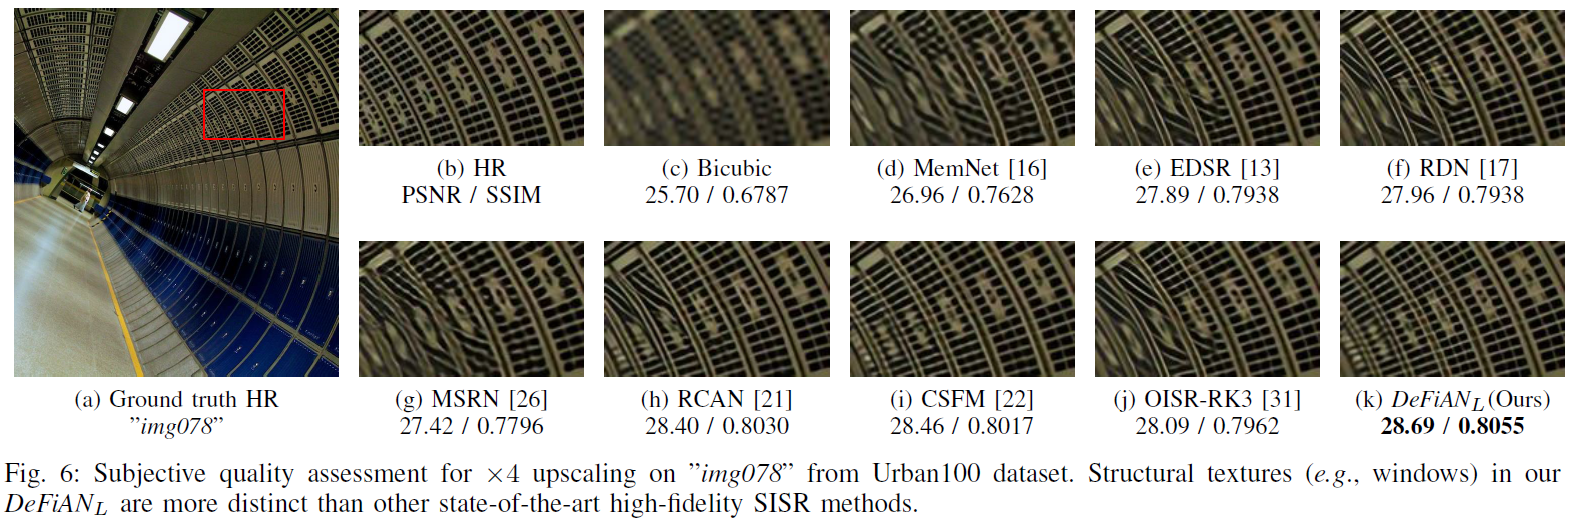 (b) HR
PSNR / SSIM
(c) Bicubic
25.70 / 0.6787
(d) MemNet [16]
26.96 / 0.7628
(e) EDSR [13]
27.89 / 0.7938
(f) RDN [17]
27.96 / 0.7938
(a) Ground truth HR
"img078"
(g) MSRN [26]
27.42 / 0.7796
(h) RCAN [21]
28.40 / 0.8030
(i) CSFM [22]
28.46 / 0.8017
(j) OISR-RK3 [31]
28.09 / 0.7962
(k) DeFiAN_L(Ours)
28.69 / 0.8055
Fig. 6: Subjective quality assessment for ×4 upscaling on "img078" from Urban100 dataset. Structural textures (e.g., windows) in our
DeFiAN_L are more distinct than other state-of-the-art high-fidelity SISR methods.